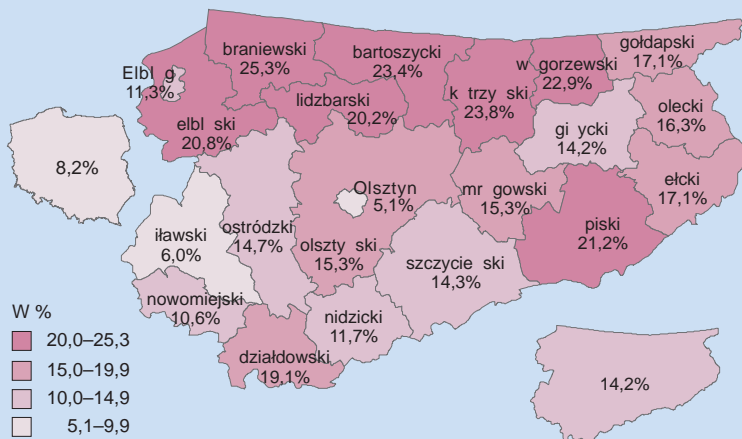 gołdapski
17,1%
braniewski
25,3%
bartoszycki
23,4%
w gorzewski
22,9%
Elbl g
11,3%
k trzy ski
23,8%
lidzbarski
20,2%
olecki
16,3%
elbl ski
20,8%
gi ycki
14,2%
8,2%
Olsztyn
5,1%
mr gowski
15,3%
ełcki
17,1%
iławski
6,0%
ostródzki
14,7%
olszty ski
15,3%
piski
21,2%
szczycie ski
14,3%
nowomiejski
10,6%
nidzicki
11,7%
działdowski
19,1%
14,2%
W %
20,0–25,3
15,0–19,9
10,0–14,9
5,1–9,9